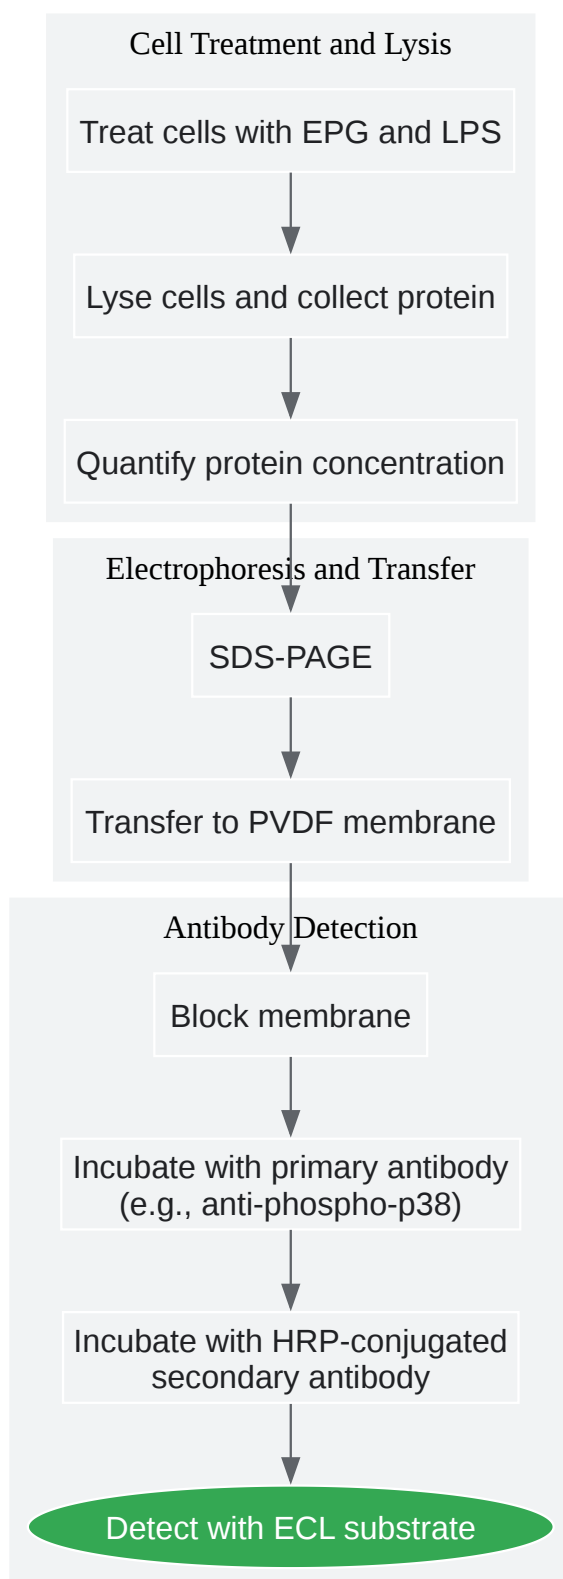 Cell Treatment and Lysis
Treat cells with EPG and LPS
Lyse cells and collect protein
Quantify protein concentration
Electrophoresis and Transfer
SDS-PAGE
Transfer to PVDF membrane
Antibody Detection
Block membrane
Incubate with primary antibody
(e.g., anti-phospho-p38)
Incubate with HRP-conjugated
secondary antibody
Detect with ECL substrate